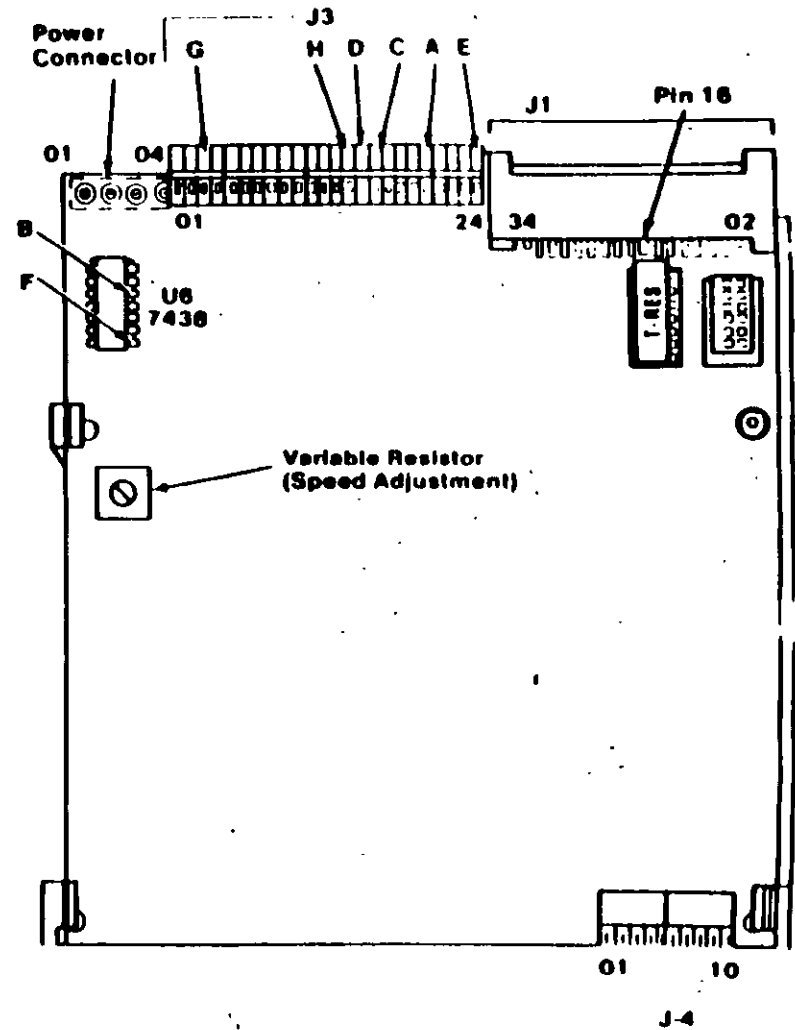 J3
Power
Connector
G H D C A E
J1
Pin 16
01 04
01 24 34 02
B
F
U6
7438
T-RES
Variable Resistor
(Speed Adjustment)
01 10
J-4